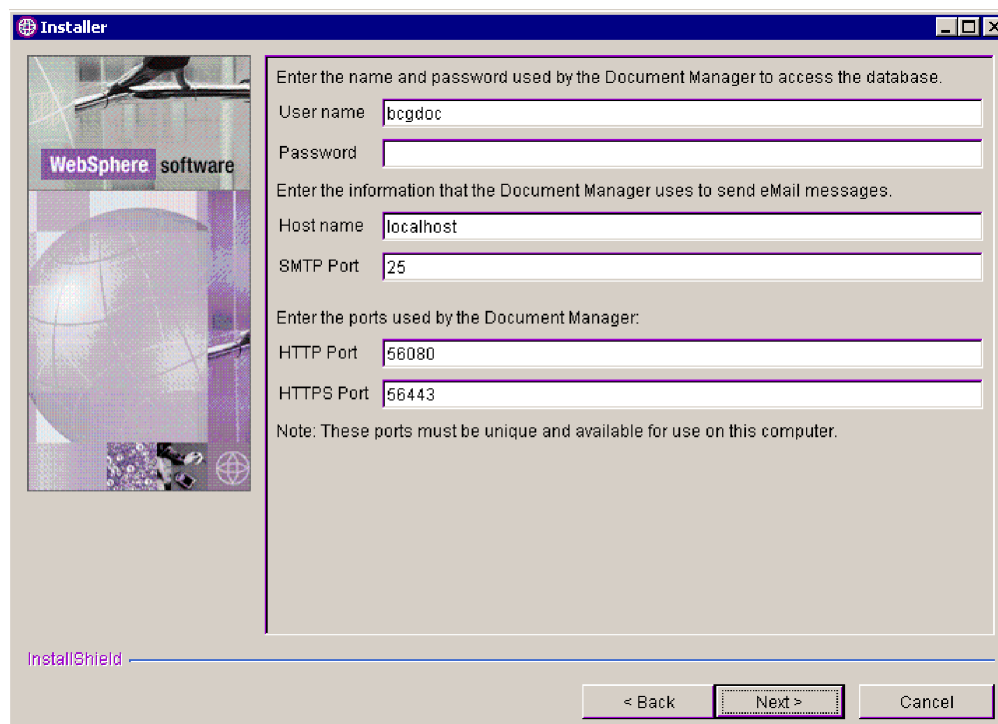 Installer
WebSphere software
Enter the name and password used by the Document Manager to access the database.
User name bcgdoc
Password
Enter the information that the Document Manager uses to send eMail messages.
Host name localhost
SMTP Port 25
Enter the ports used by the Document Manager:
HTTP Port 56080
HTTPS Port 56443
Note: These ports must be unique and available for use on this computer.
InstallShield
< Back Next > Cancel